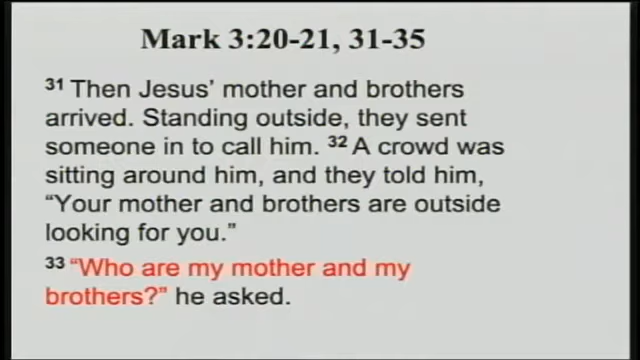 Mark 3:20-21, 31-35
31 Then Jesus’ mother and brothers
arrived. Standing outside, they sent
someone in to call him. 32 A crowd was
sitting around him, and they told him,
“Your mother and brothers are outside
looking for you.”
33 “Who are my mother and my
brothers?” he asked.